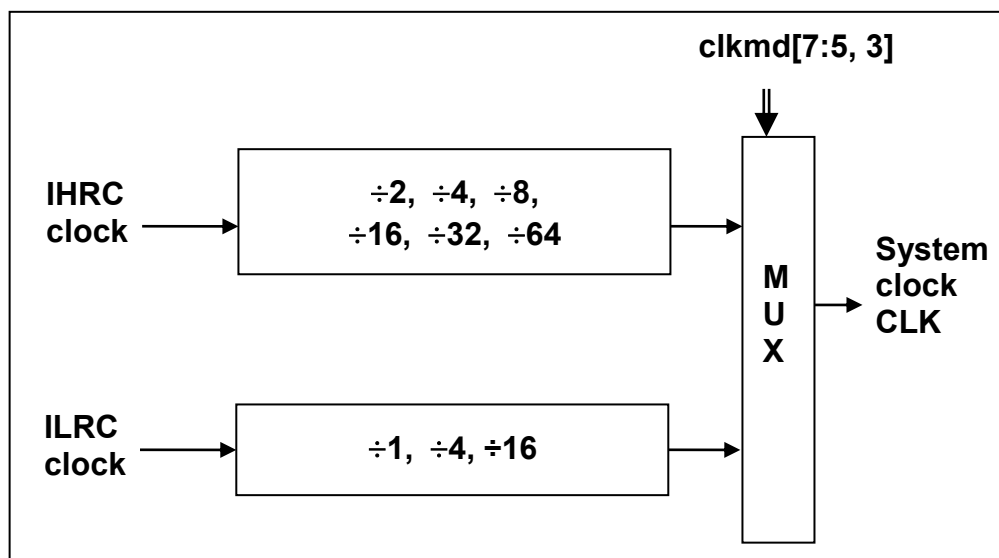 clkmd[7:5, 3]
IHRC
clock
÷2, ÷4, ÷8,
÷16, ÷32, ÷64
M
U
X
System
clock
CLK
ILRC
clock
÷1, ÷4, ÷16